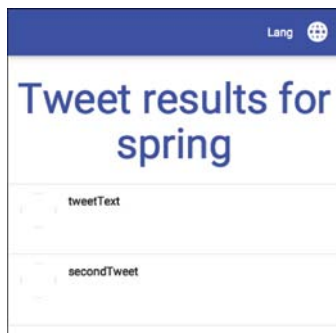 Lang
Tweet results for
spring
tweetText
secondTweet